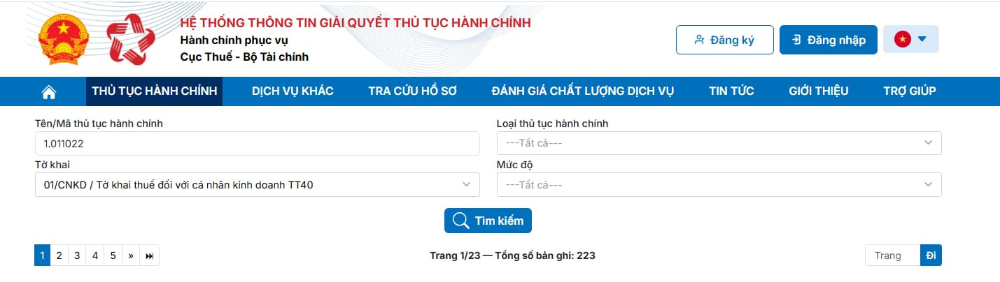 HỆ THỐNG THÔNG TIN GIẢI QUYẾT THỦ TỤC HÀNH CHÍNH
Hành chính phục vụ
Cục Thuế - Bộ Tài chính
Đăng ký
Đăng nhập
THỦ TỤC HÀNH CHÍNH DỊCH VỤ KHÁC TRA CỨU HỒ SƠ ĐÁNH GIÁ CHẤT LƯỢNG DỊCH VỤ TIN TỨC GIỚI THIỆU TRỢ GIÚP
Tên/Mã thủ tục hành chính
1.011022
Loại thủ tục hành chính
---Tất cả---
Tờ khai
01/CNKD / Tờ khai thuế đối với cá nhân kinh doanh TT40
Mức độ
---Tất cả---
Tìm kiếm
1 2 3 4 5 »
Trang 1/23 — Tổng số bản ghi: 223
Trang Đi